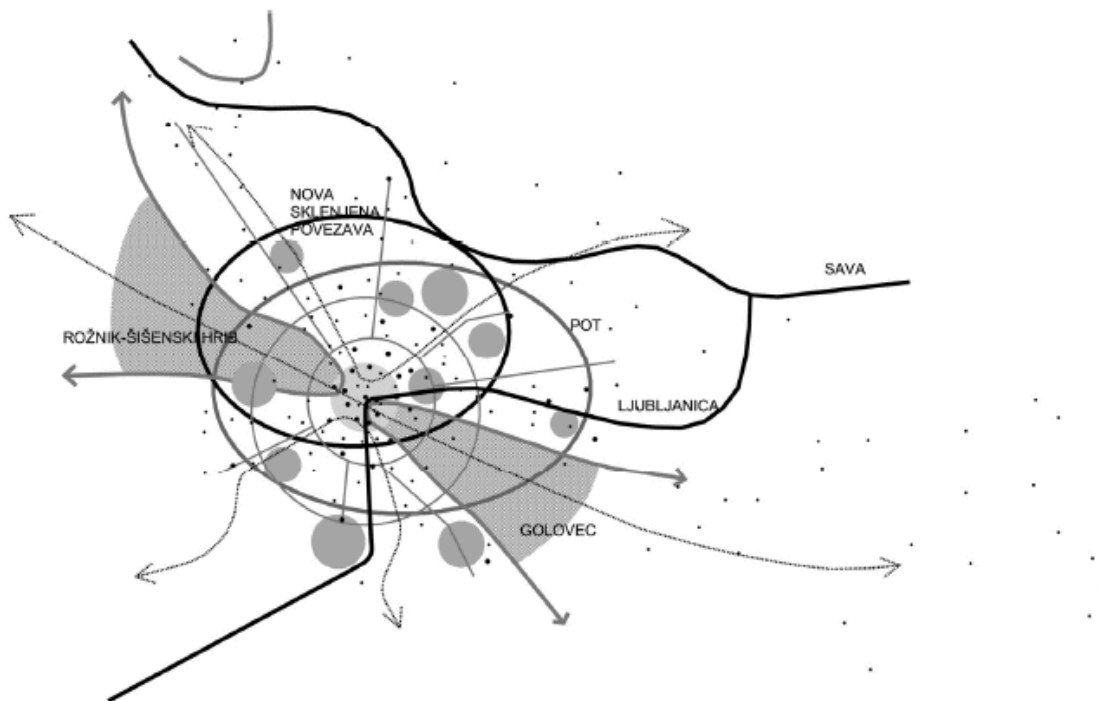 NOVA
SKLENJENA
POVEZAVA
SAVA
POT
ROŽNIK-ŠIŠENSKI HRIB
LJUBLJANICA
GOLOVEC